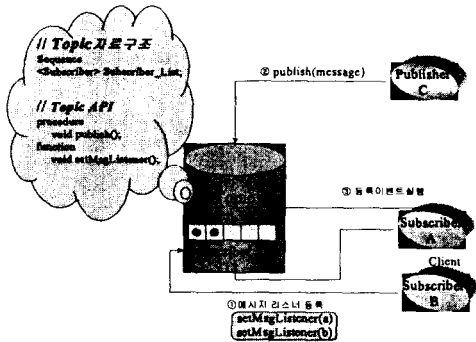 // Topic자료구조
Sequence
<Subscriber> Subscriber_List;
// Topic API
procedure
void publish();
function
void setMsgListener();
② publish(message)
Publisher
C
③ 등록이벤트실행
Subscriber
A
Client
Subscriber
B
①메시지 리스너 등록
setMsgListener(a)
setMsgListener(b)